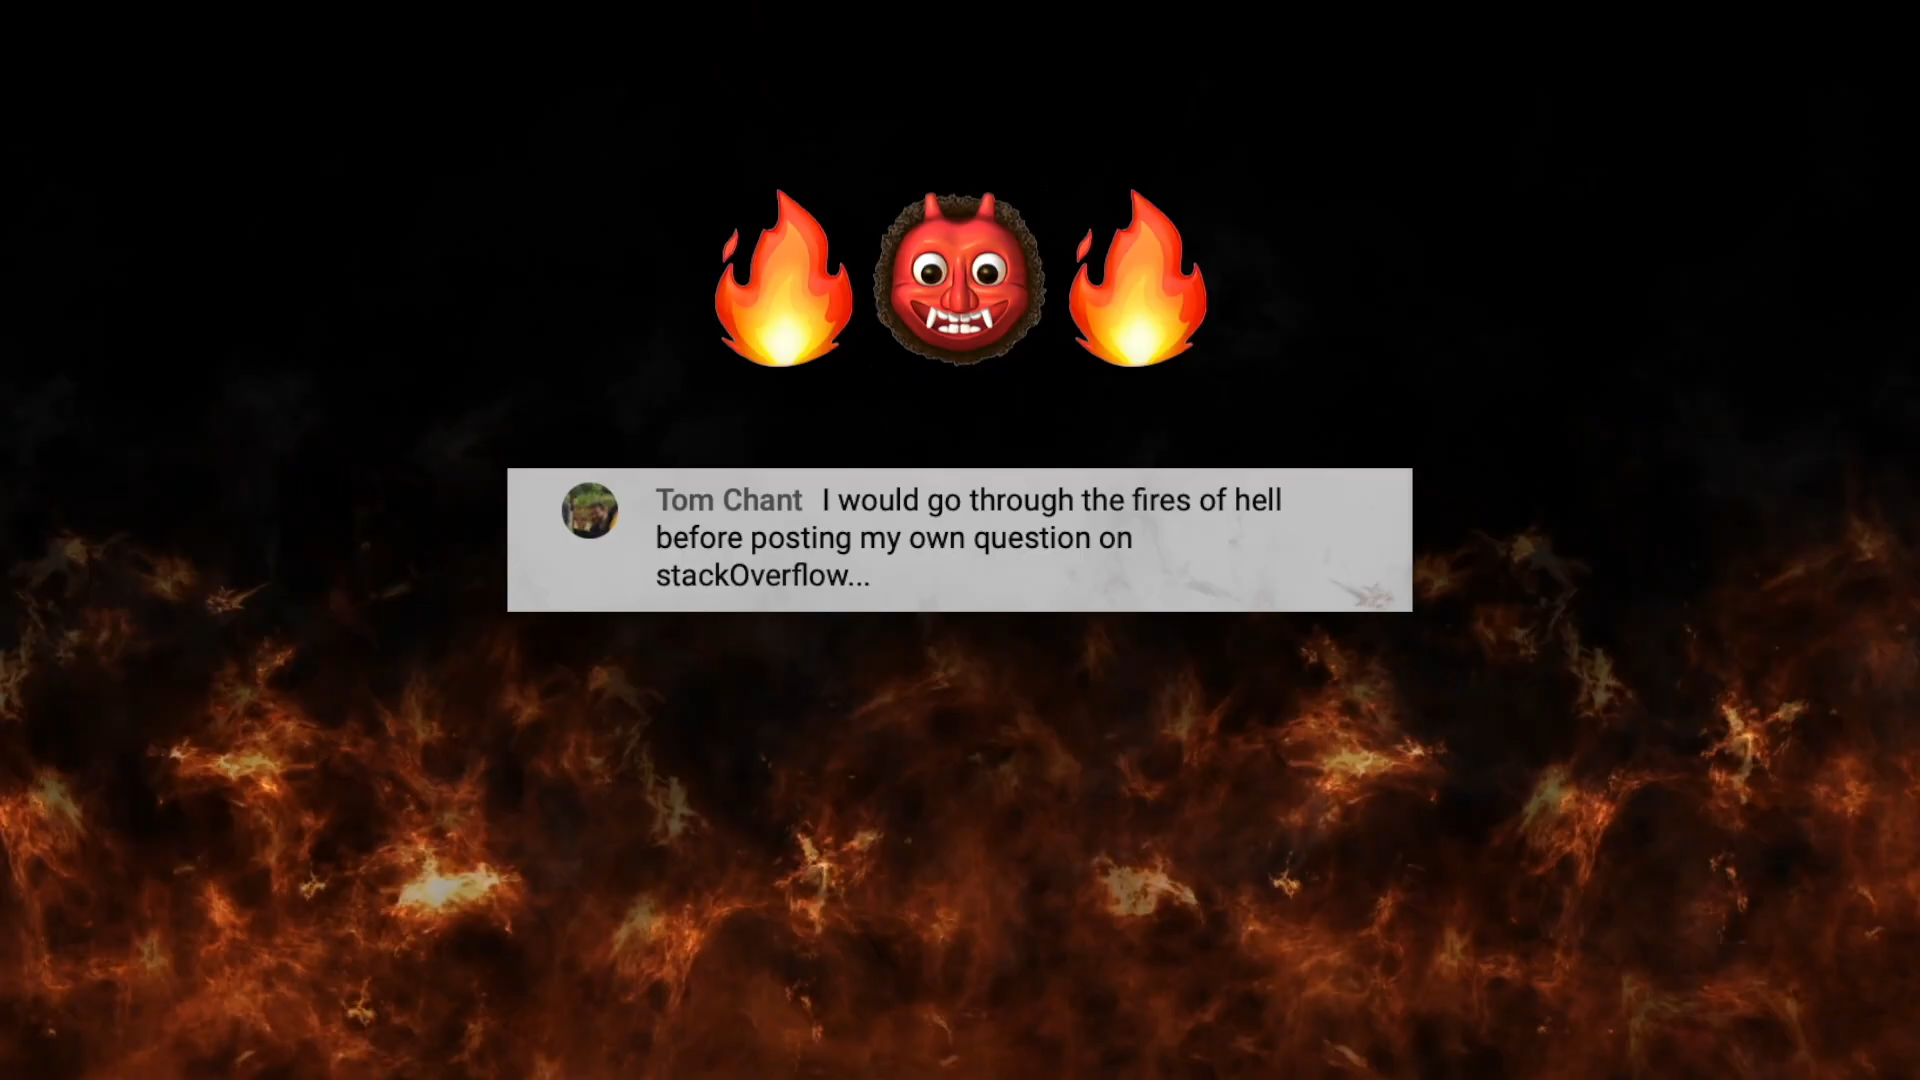 Tom Chant I would go through the fires of hell
before posting my own question on
stackOverflow...